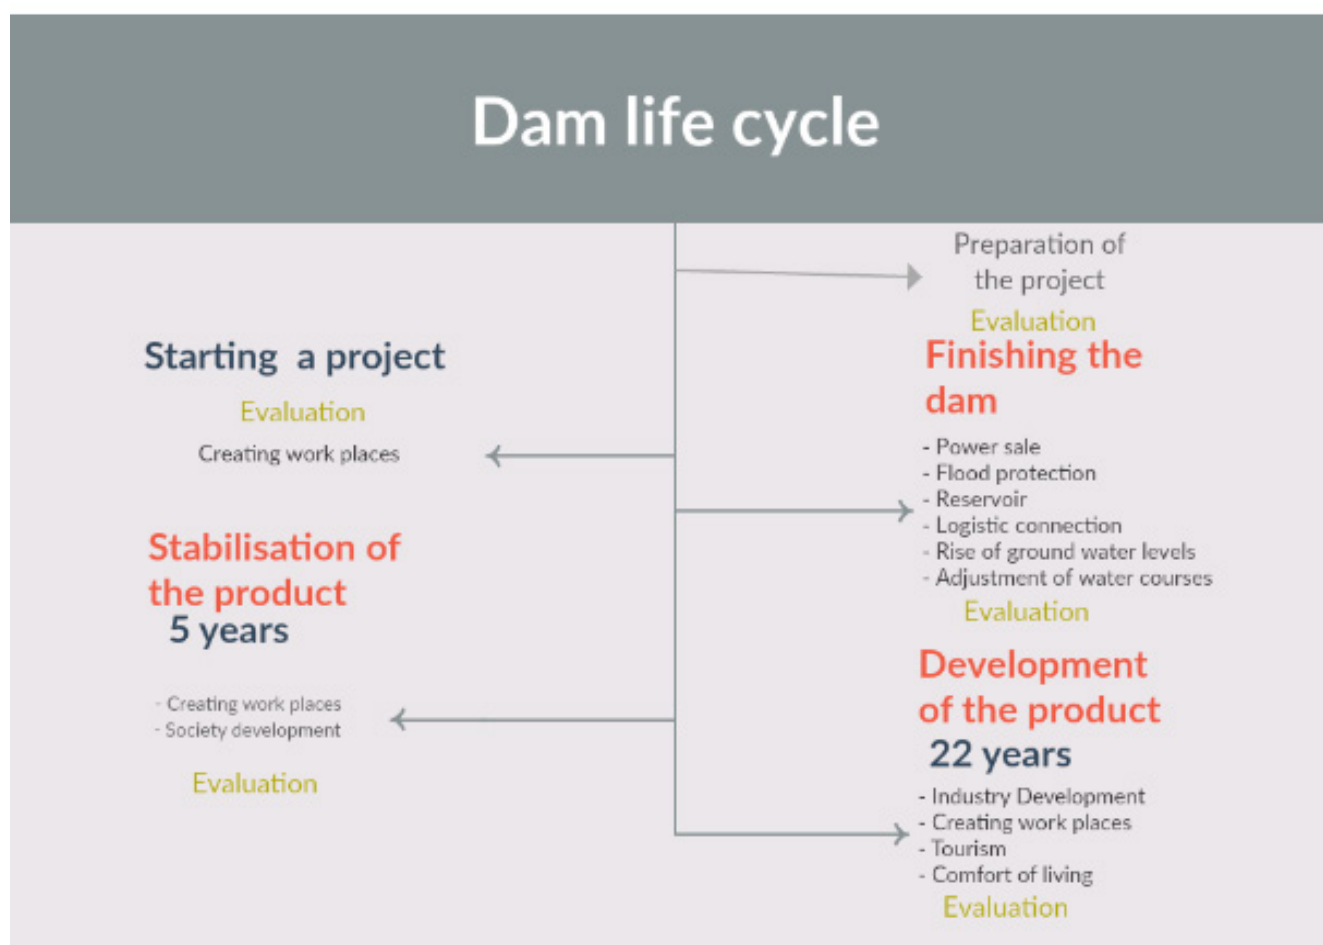 Dam life cycle
Preparation of
the project
Evaluation
Starting a project
Evaluation
Creating work places
Finishing the
dam
- Power sale
- Flood protection
- Reservoir
- Logistic connection
- Rise of ground water levels
- Adjustment of water courses
Evaluation
Stabilisation of
the product
5 years
- Creating work places
- Society development
Evaluation
Development
of the product
22 years
- Industry Development
- Creating work places
- Tourism
- Comfort of living
Evaluation